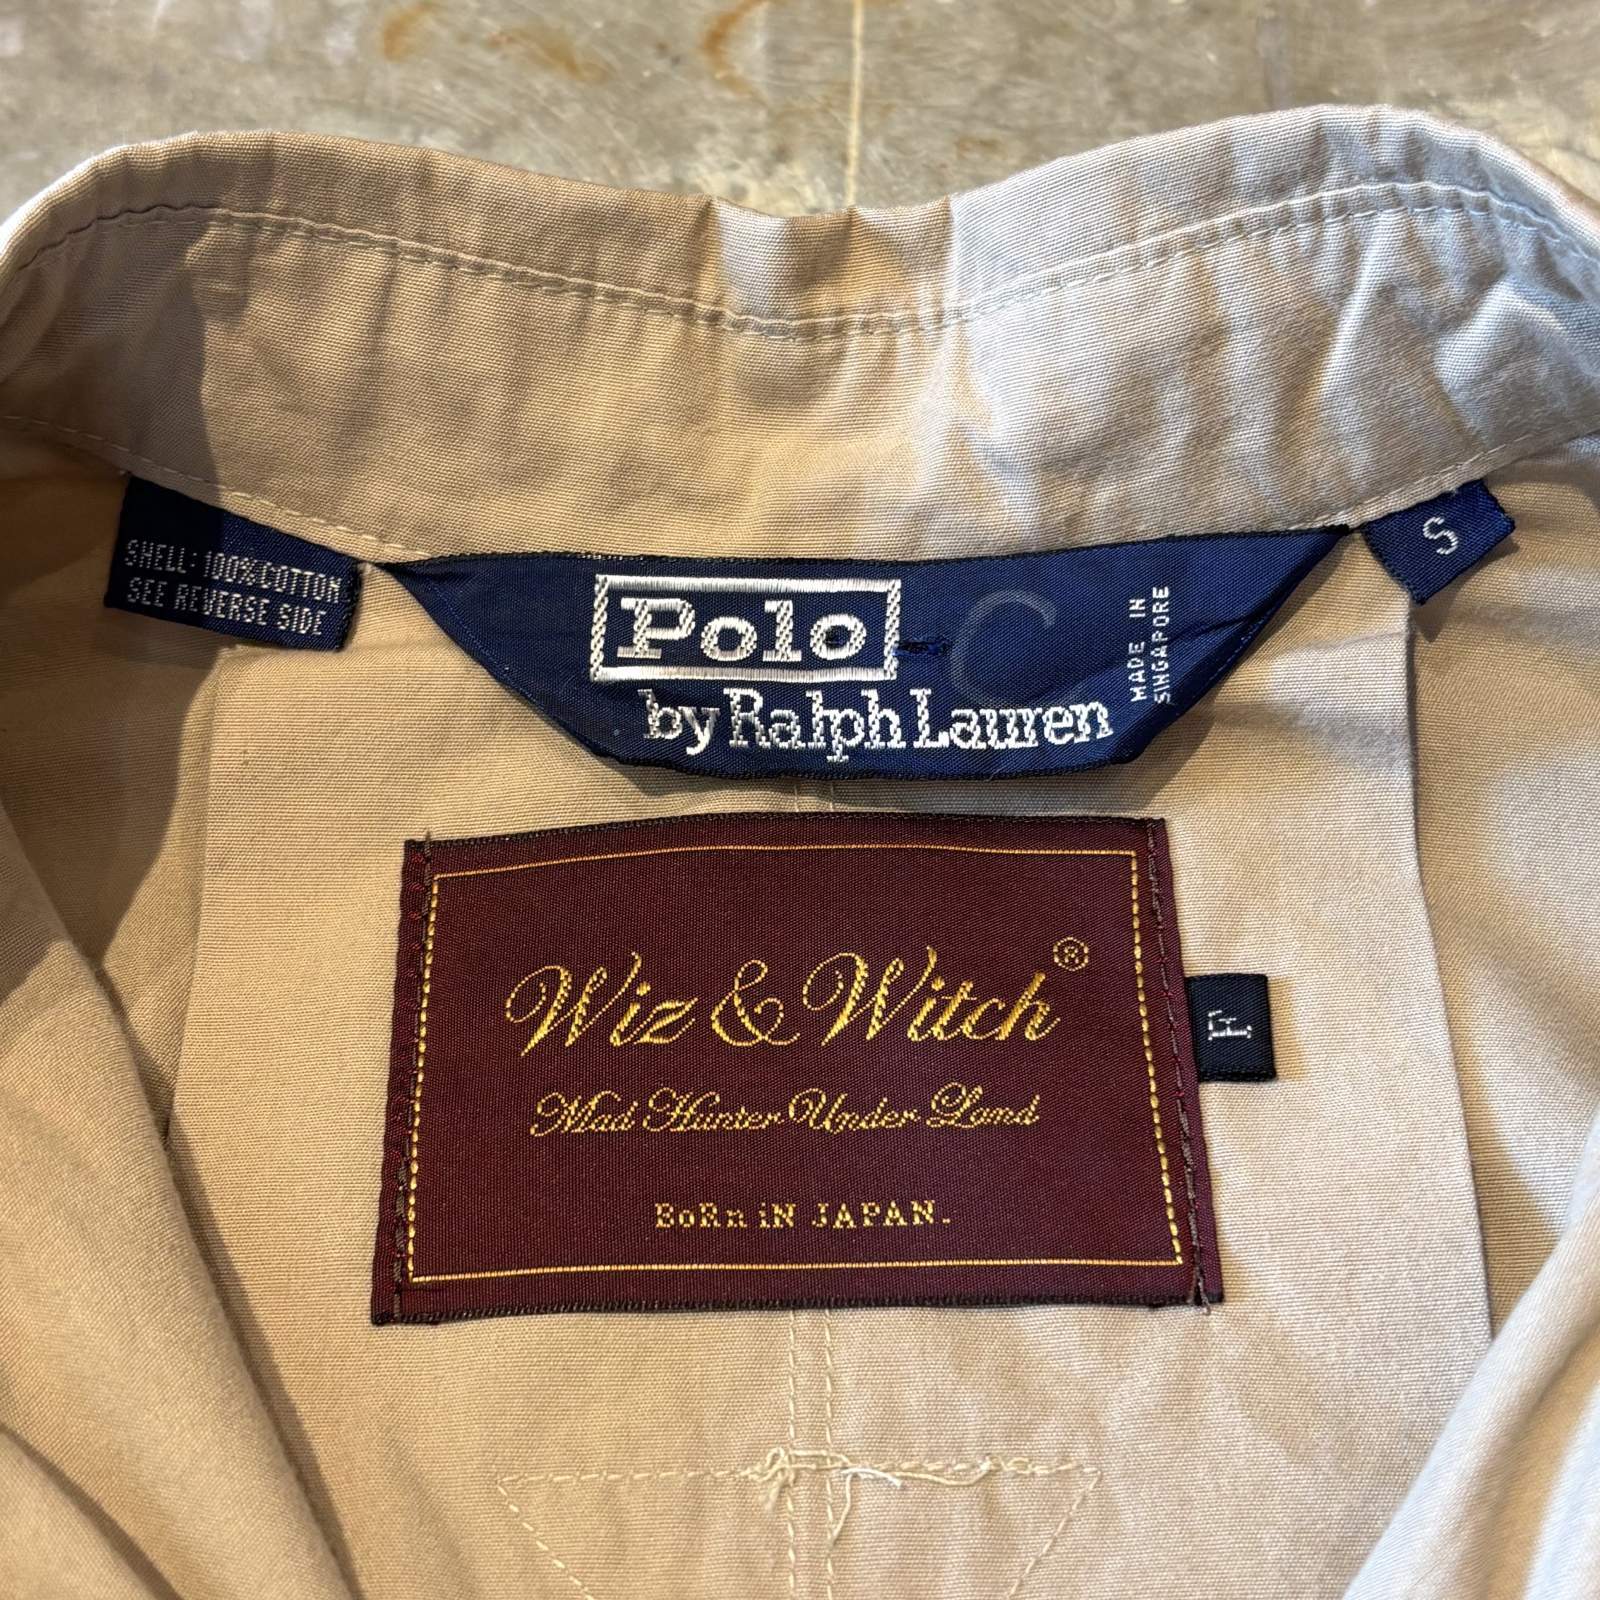 SHELL: 100% COTTON
SEE REVERSE SIDE
Polo
by Ralph Lauren
C
MADE IN
SINGAPORE
S
Wiz & Witch®
Mad Hunter Under Land
BoRn iN JAPAN.
F